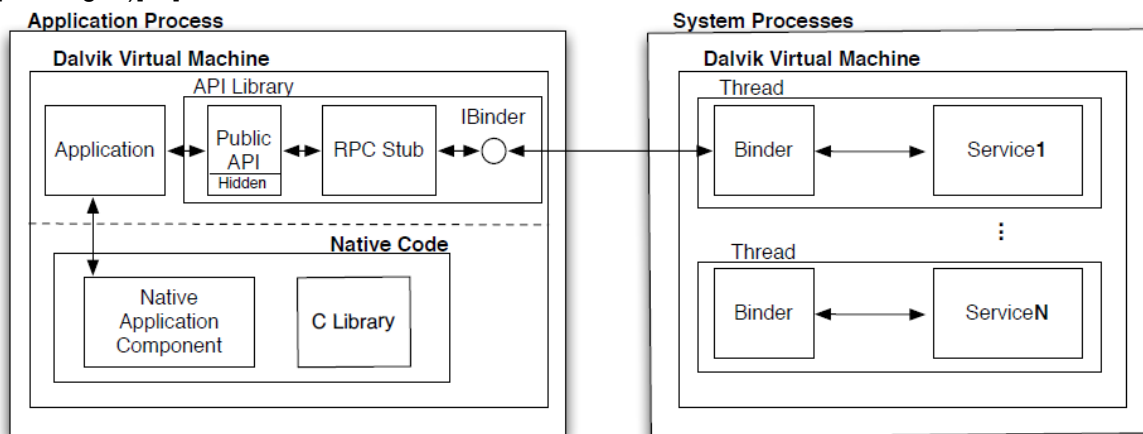 Application Process
System Processes
Dalvik Virtual Machine
Dalvik Virtual Machine
API Library
Thread
IBinder
Application
Public
API
Hidden
RPC Stub
Binder
Service1
Native Code
Thread
Native
Application
Component
C Library
Binder
ServiceN